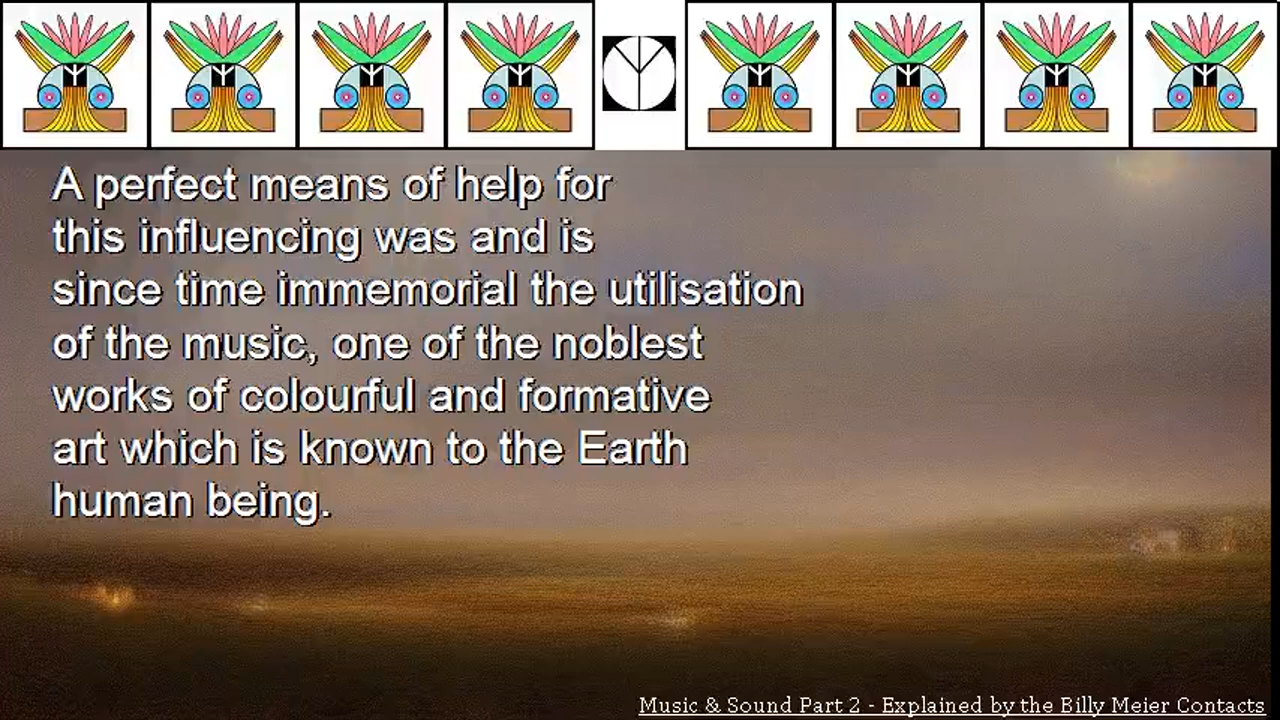 A perfect means of help for
this influencing was and is
since time immemorial the utilisation
of the music, one of the noblest
works of colourful and formative
art which is known to the Earth
human being.
Music & Sound Part 2 - Explained by the Billy Meier Contacts